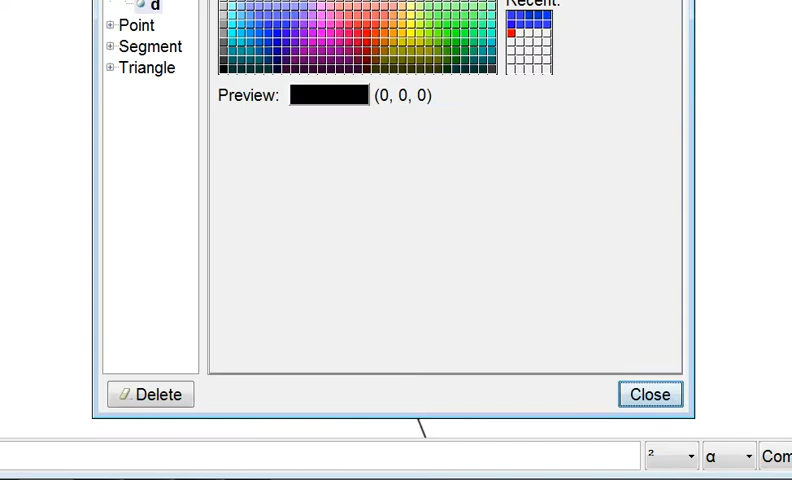 d
Recent:
Point
Segment
Triangle
Preview: (0, 0, 0)
Delete
Close
² α Com